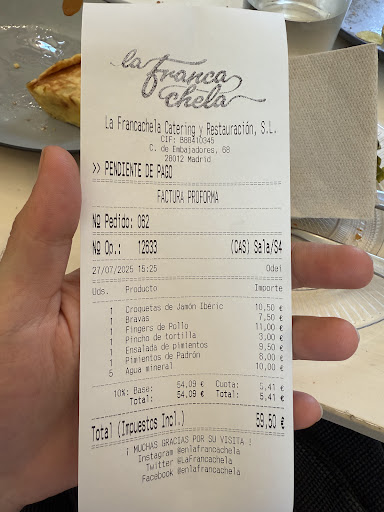 la
franca
chela
La Francachela Catering y Restauración, S.L.
CIF: B88410345
C. de Embajadores, 68
28012 Madrid
>> PENDIENTE DE PAGO
FACTURA PROFORMA
Nº Pedido: 062
Nº Op.: 12633 (CAS) Sala/S4
27/07/2025 15:25 Odei
Uds. Producto Importe
1 Croquetas de Jamón Ibéric 10,50 €
1 Bravas 7,50 €
1 Fingers de Pollo 11,00 €
1 Pincho de tortilla 3,00 €
1 Ensalada de pimientos 9,50 €
1 Pimientos de Padrón 8,00 €
5 Agua mineral 10,00 €
10%: Base: 54,09 € Cuota: 5,41 €
Total: 54,09 € Total: 5,41 €
Total (Impuestos Incl.) 59,50 €
¡ MUCHAS GRACIAS POR SU VISITA !
Instagram @enlafrancachela
Twitter @LaFrancachela
Facebook @enlafrancachela